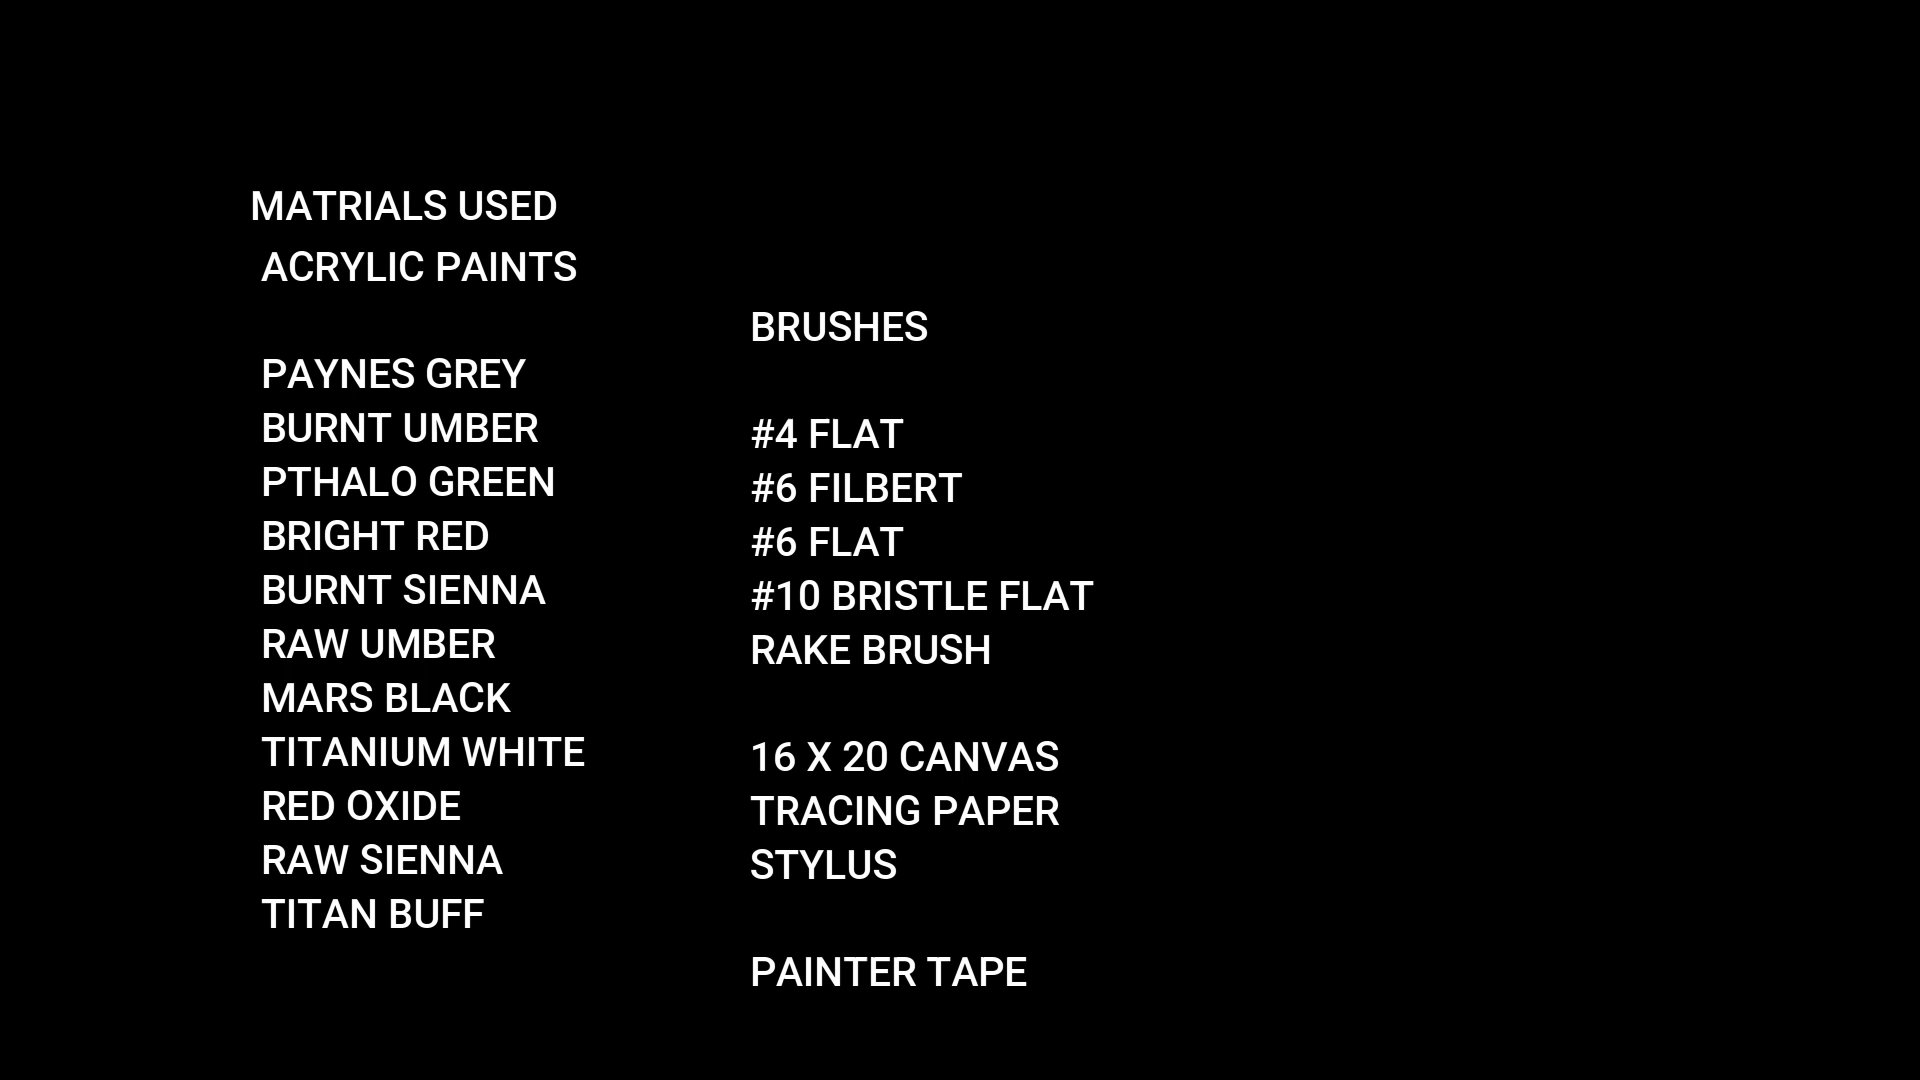 MATRIALS USED
ACRYLIC PAINTS
PAYNES GREY
BURNT UMBER
PTHALO GREEN
BRIGHT RED
BURNT SIENNA
RAW UMBER
MARS BLACK
TITANIUM WHITE
RED OXIDE
RAW SIENNA
TITAN BUFF
BRUSHES
#4 FLAT
#6 FILBERT
#6 FLAT
#10 BRISTLE FLAT
RAKE BRUSH
16 X 20 CANVAS
TRACING PAPER
STYLUS
PAINTER TAPE